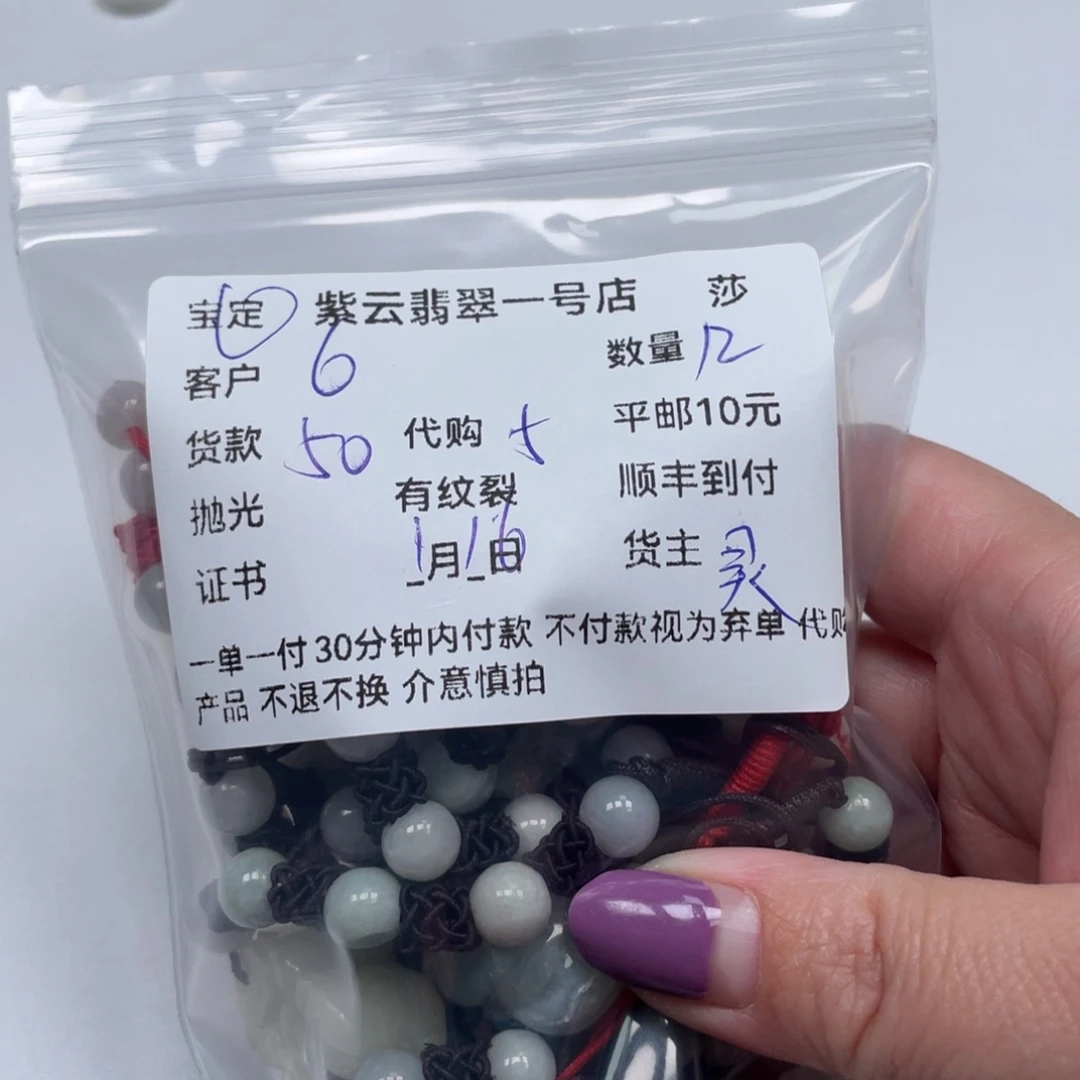 宝定 紫云翡翠一号店 莎
客户 6 数量 12
货款 50 代购 5 平邮10元
抛光 有纹裂 顺丰到付
证书 1月16日 货主
一单一付 30分钟内付款 不付款视为弃单 代购
产品 不退不换 介意慎拍